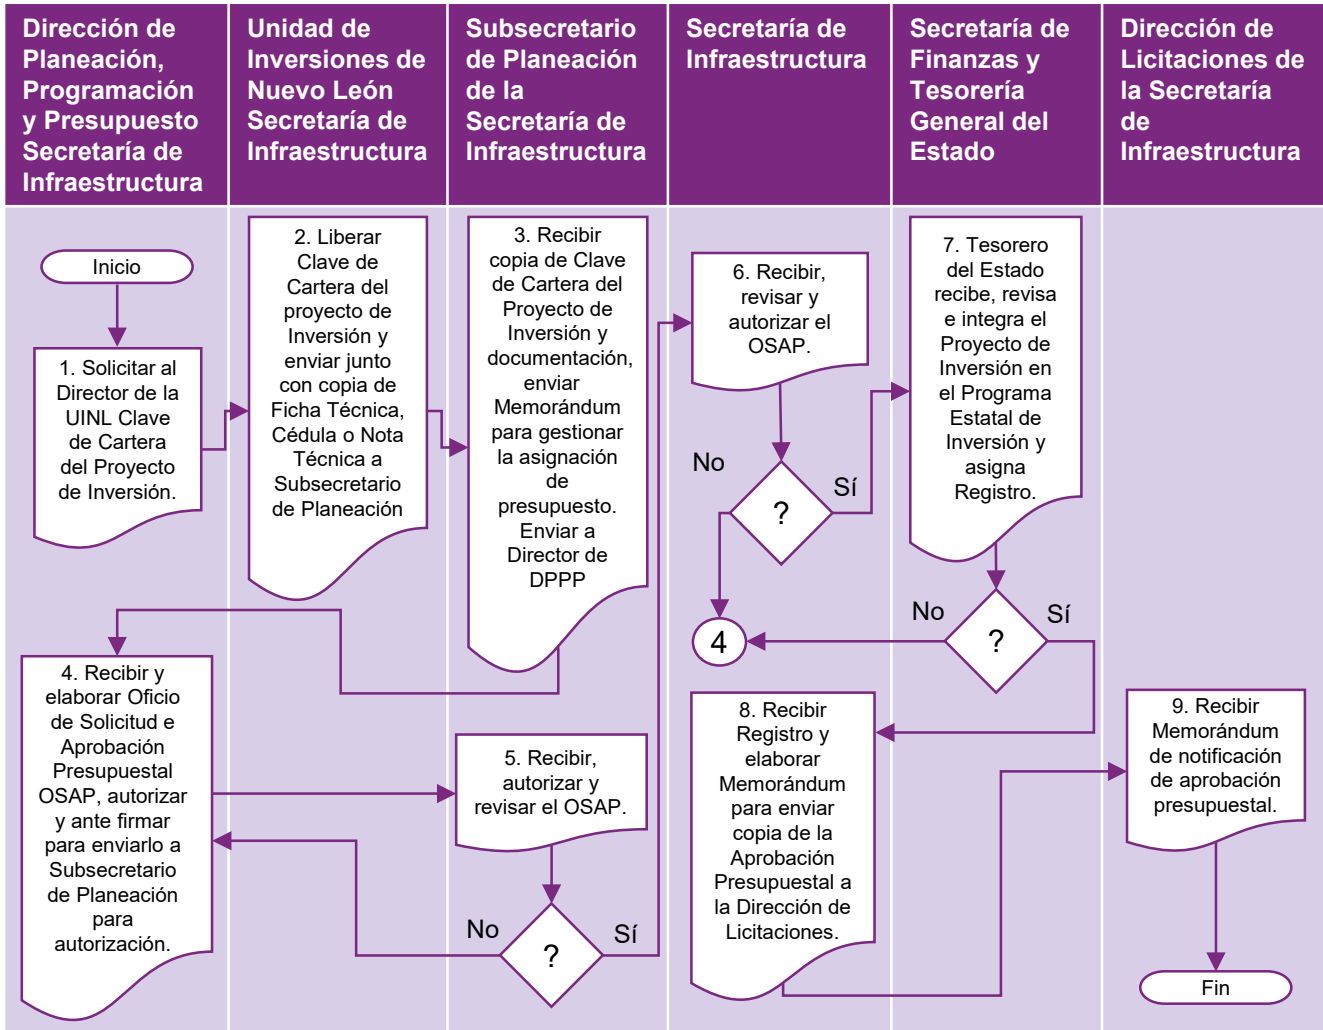 Dirección de
Planeación,
Programación
y Presupuesto
Secretaría de
Infraestructura
Unidad de
Inversiones de
Nuevo León
Secretaría de
Infraestructura
Subsecretario
de Planeación
de la
Secretaría de
Infraestructura
Secretaría de
Infraestructura
Secretaría de
Finanzas y
Tesorería
General del
Estado
Dirección de
Licitaciones de
la Secretaría
de
Infraestructura
Inicio
1. Solicitar al
Director de la
UINL Clave
de Cartera
del Proyecto
de Inversión.
2. Liberar
Clave de
Cartera del
proyecto de
Inversión y
enviar junto
con copia de
Ficha Técnica,
Cédula o Nota
Técnica a
Subsecretario
de Planeación
3. Recibir
copia de Clave
de Cartera del
Proyecto de
Inversión y
documentación,
enviar
Memorándum
para gestionar
la asignación
de
presupuesto.
Enviar a
Director de
DPPP
4. Recibir y
elaborar Oficio
de Solicitud e
Aprobación
Presupuestal
OSAP, autorizar
y ante firmar
para enviarlo a
Subsecretario
de Planeación
para
autorización.
5. Recibir,
autorizar y
revisar el OSAP.
No
?
Sí
6. Recibir,
revisar y
autorizar el
OSAP.
No
?
Sí
4
7. Tesorero
del Estado
recibe, revisa
e integra el
Proyecto de
Inversión en
el Programa
Estatal de
Inversión y
asigna
Registro.
No
?
Sí
8. Recibir
Registro y
elaborar
Memorándum
para enviar
copia de la
Aprobación
Presupuestal a
la Dirección de
Licitaciones.
9. Recibir
Memorándum
de notificación
de aprobación
presupuestal.
Fin